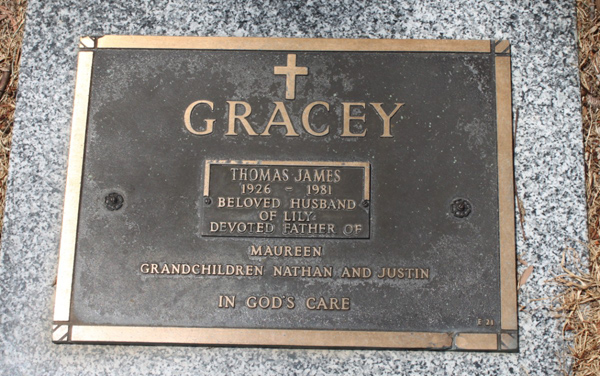 GRACEY
THOMAS JAMES
1926 - 1981
BELOVED HUSBAND
OF LILY
DEVOTED FATHER OF
MAUREEN
GRANDCHILDREN NATHAN AND JUSTIN
IN GOD'S CARE